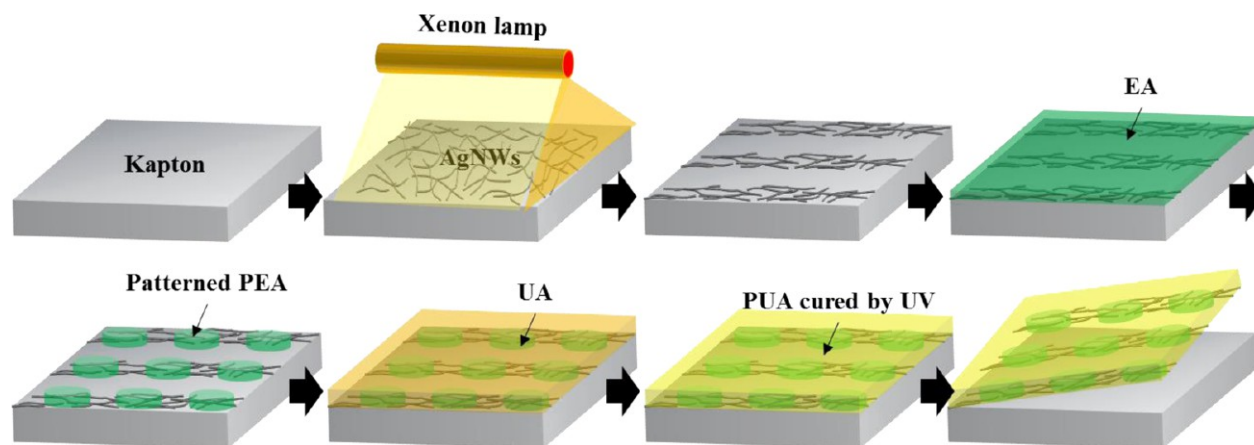 Xenon lamp
Kapton
AgNWs
EA
Patterned PEA
UA
PUA cured by UV